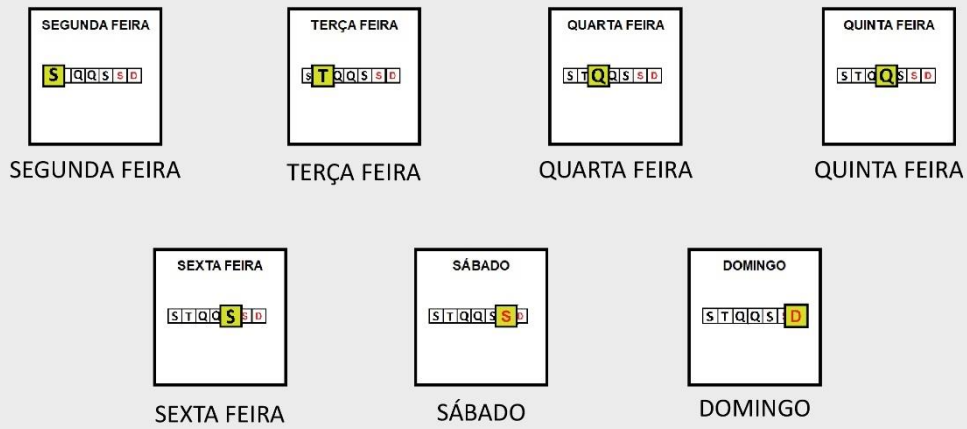 SEGUNDA FEIRA
S T Q Q S S D
SEGUNDA FEIRA
TERÇA FEIRA
S T Q Q S S D
TERÇA FEIRA
QUARTA FEIRA
S T Q Q S S D
QUARTA FEIRA
QUINTA FEIRA
S T Q Q S S D
QUINTA FEIRA
SEXTA FEIRA
S T Q Q S S D
SEXTA FEIRA
SÁBADO
S T Q Q S S D
SÁBADO
DOMINGO
S T Q Q S S D
DOMINGO